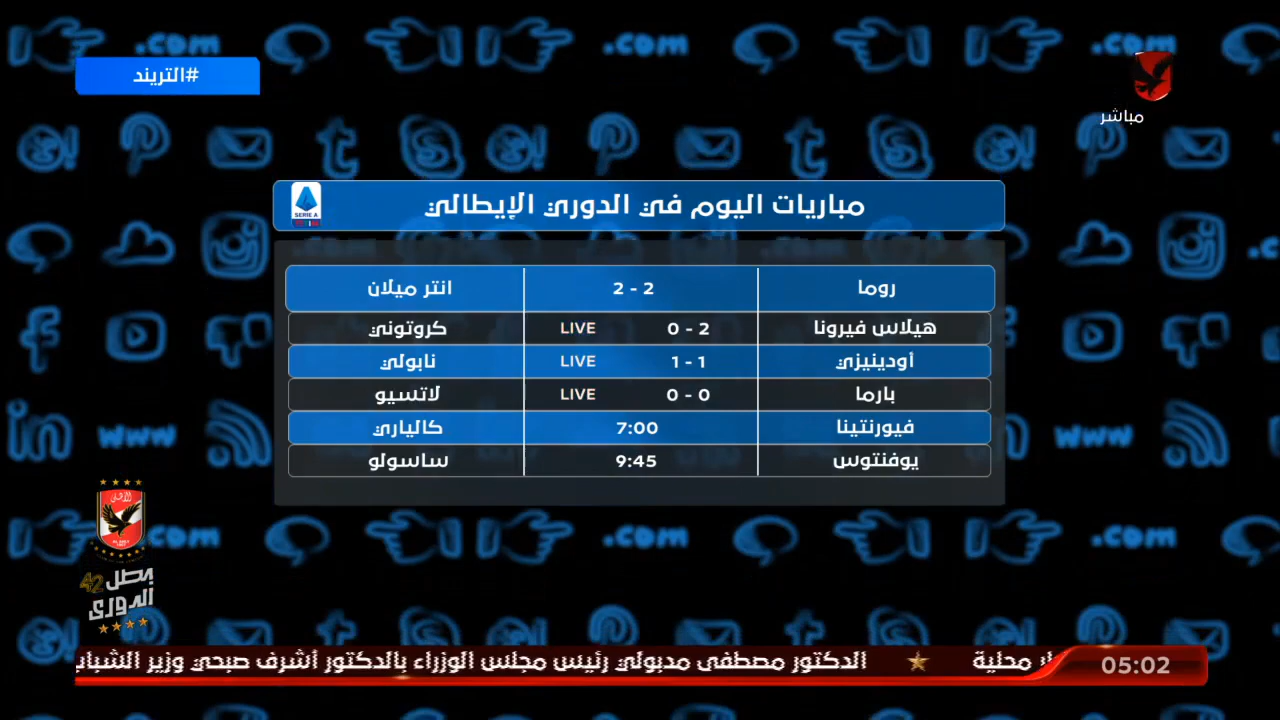 #التريند
مباشر
SERIE A
مباريات اليوم في الدوري الإيطالي
روما 2 - 2 انتر ميلان
هيلاس فيرونا 2 - 0 LIVE كروتوني
أودينيزي 1 - 1 LIVE نابولي
بارما 0 - 0 LIVE لاتسيو
فيورنتينا 7:00 كالياري
يوفنتوس 9:45 ساسولو
بطل الدوري 42
05:02
محلية ★ الدكتور مصطفى مدبولي رئيس مجلس الوزراء بالدكتور أشرف صبحي وزير الشباب